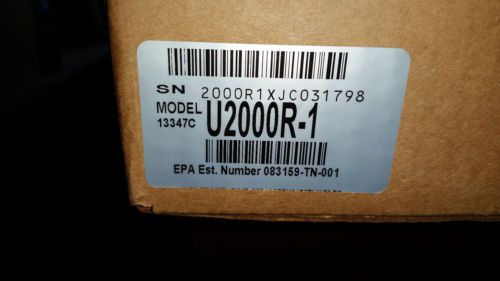 SN 2000R1XJC031798
MODEL U2000R-1
13347C
EPA Est. Number 083159-TN-001